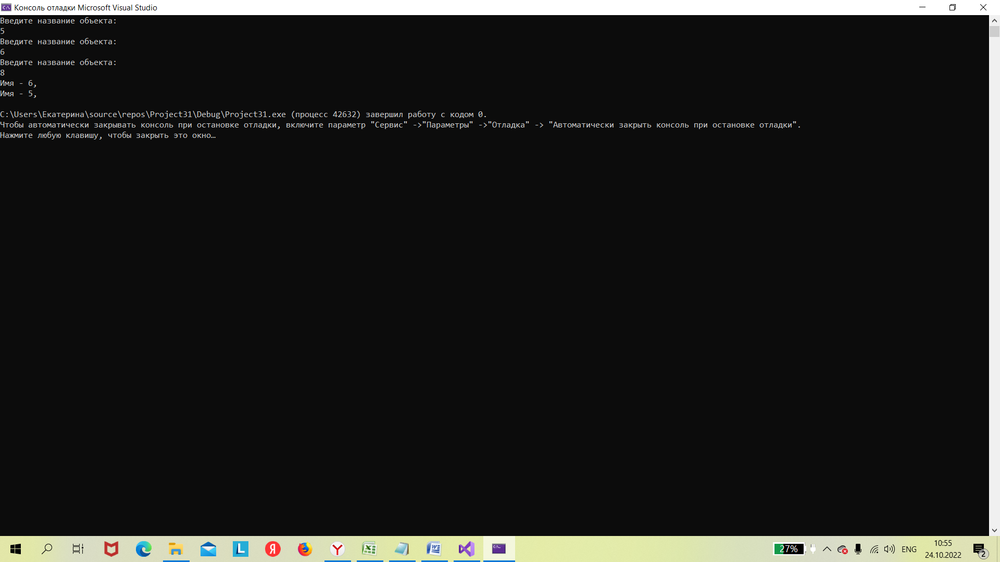 Консоль отладки Microsoft Visual Studio
Введите название объекта:
5
Введите название объекта:
6
Введите название объекта:
8
Имя - 6,
Имя - 5,
C:\Users\Екатерина\source\repos\Project31\Debug\Project31.exe (процесс 42632) завершил работу с кодом 0.
Чтобы автоматически закрывать консоль при остановке отладки, включите параметр "Сервис" ->"Параметры" ->"Отладка" -> "Автоматически закрыть консоль при остановке отладки".
Нажмите любую клавишу, чтобы закрыть это окно…
27%
ENG
10:55
24.10.2022
2